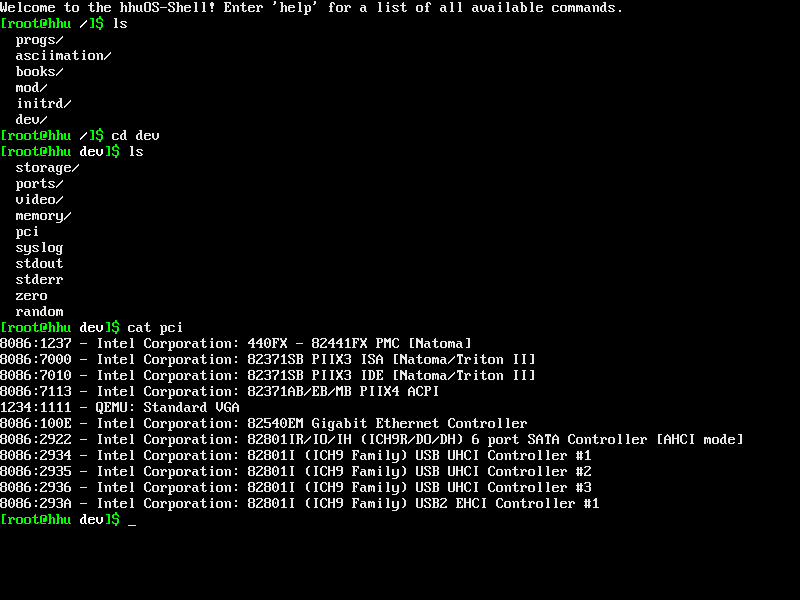 Welcome to the hhuOS-Shell! Enter 'help' for a list of all available commands.
[root@hhu /]$ ls
  progs/
  asciimation/
  books/
  mod/
  initrd/
  dev/
[root@hhu /]$ cd dev
[root@hhu dev]$ ls
  storage/
  ports/
  video/
  memory/
  pci
  syslog
  stdout
  stderr
  zero
  random
[root@hhu dev]$ cat pci
8086:1237 - Intel Corporation: 440FX - 82441FX PMC [Natoma]
8086:7000 - Intel Corporation: 82371SB PIIX3 ISA [Natoma/Triton II]
8086:7010 - Intel Corporation: 82371SB PIIX3 IDE [Natoma/Triton II]
8086:7113 - Intel Corporation: 82371AB/EB/MB PIIX4 ACPI
1234:1111 - QEMU: Standard VGA
8086:100E - Intel Corporation: 82540EM Gigabit Ethernet Controller
8086:2922 - Intel Corporation: 82801IR/IO/IH (ICH9R/DO/DH) 6 port SATA Controller [AHCI mode]
8086:2934 - Intel Corporation: 82801I (ICH9 Family) USB UHCI Controller #1
8086:2935 - Intel Corporation: 82801I (ICH9 Family) USB UHCI Controller #2
8086:2936 - Intel Corporation: 82801I (ICH9 Family) USB UHCI Controller #3
8086:293A - Intel Corporation: 82801I (ICH9 Family) USB2 EHCI Controller #1
[root@hhu dev]$ _